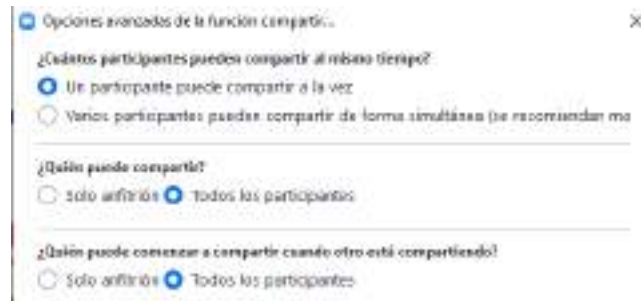 Opciones avanzadas de la función compartir...
¿Cuántos participantes pueden compartir al mismo tiempo?
Un participante puede compartir a la vez
Varios participantes pueden compartir de forma simultánea (se recomiendan mo
¿Quién puede compartir?
Solo anfitrión Todos los participantes
¿Quién puede comenzar a compartir cuando otro está compartiendo?
Solo anfitrión Todos los participantes